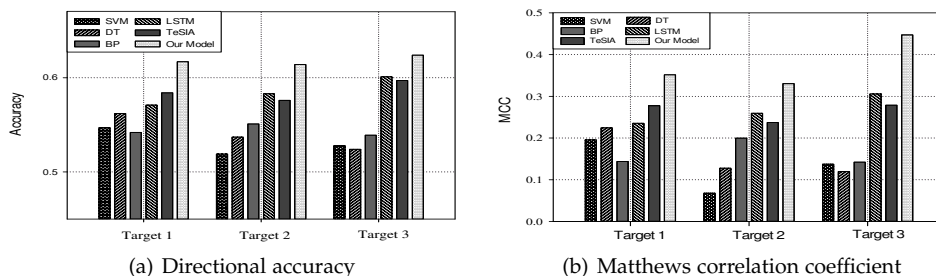 SVM LSTM
DT TeSIA
BP Our Model
0.6
0.5
Accuracy
Target 1 Target 2 Target 3
(a) Directional accuracy
SVM DT
BP LSTM
TeSIA Our Model
0.5
0.4
0.3
0.2
0.1
0.0
MCC
Target 1 Target 2 Target 3
(b) Matthews correlation coefficient